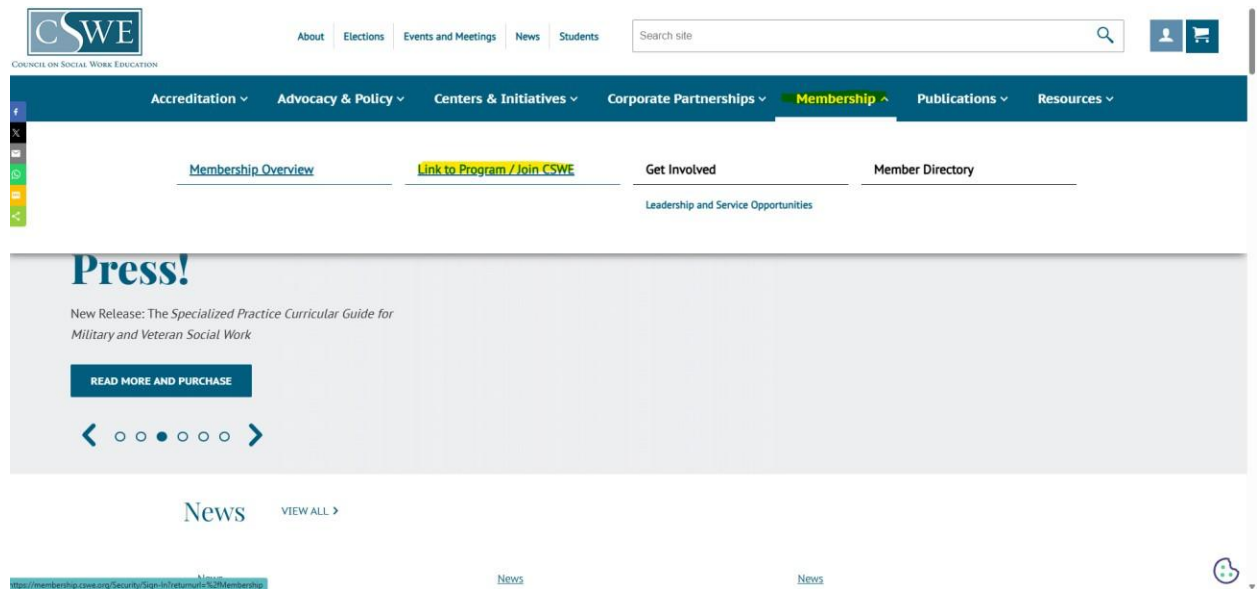 CSWE
COUNCIL ON SOCIAL WORK EDUCATION
About Elections Events and Meetings News Students
Search site
Accreditation Advocacy & Policy Centers & Initiatives Corporate Partnerships Membership Publications Resources
Membership Overview Link to Program / Join CSWE Get Involved Member Directory
Leadership and Service Opportunities
Press!
New Release: The Specialized Practice Curricular Guide for
Military and Veteran Social Work
READ MORE AND PURCHASE
News VIEW ALL
News News News
https://membership.cswe.org/Security/Sign-In?returnurl=%2fMembership